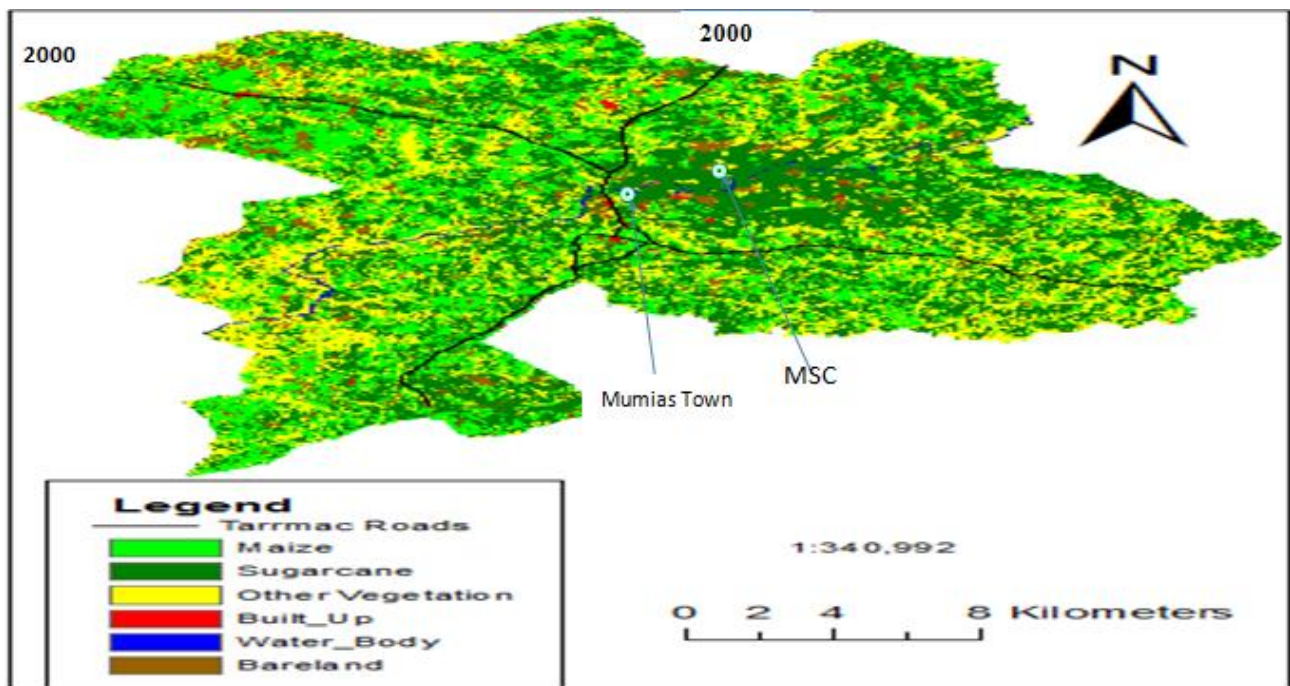 2000
2000
N
MSC
Mumias Town
Legend
Tarrmac Roads
Maize
Sugarcane
Other Vegetation
Built_Up
Water_Body
Bareland
1:340,992
0 2 4 8 Kilometers